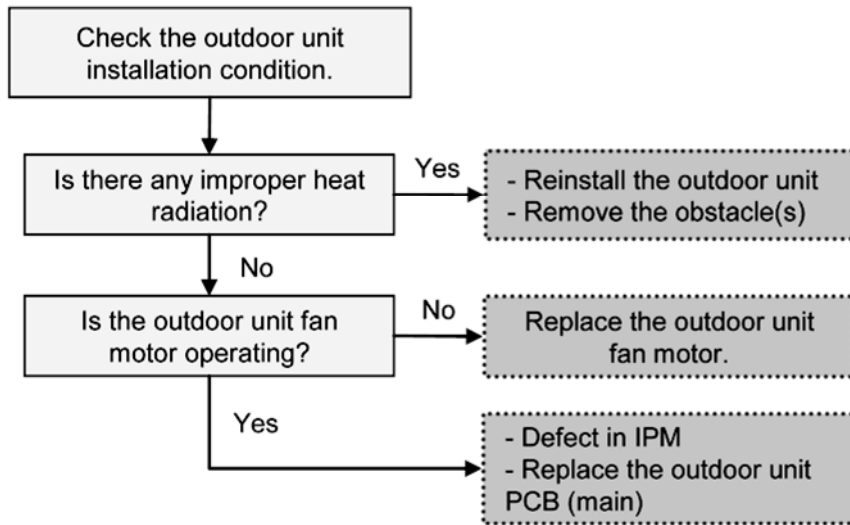 Check the outdoor unit
installation condition.
Is there any improper heat
radiation?
Yes
- Reinstall the outdoor unit
- Remove the obstacle(s)
No
Is the outdoor unit fan
motor operating?
No
Replace the outdoor unit
fan motor.
Yes
- Defect in IPM
- Replace the outdoor unit
PCB (main)